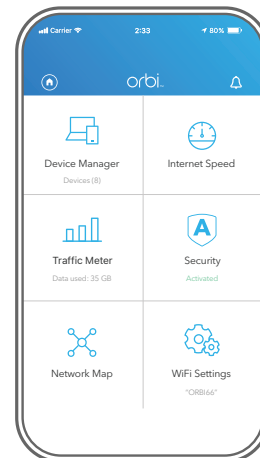 Carrier
2:33
80%
orbi
Device Manager
Internet Speed
Devices (8)
A
Traffic Meter
Security
Data used: 35 GB
Activated
Network Map
WiFi Settings
"ORBI66"